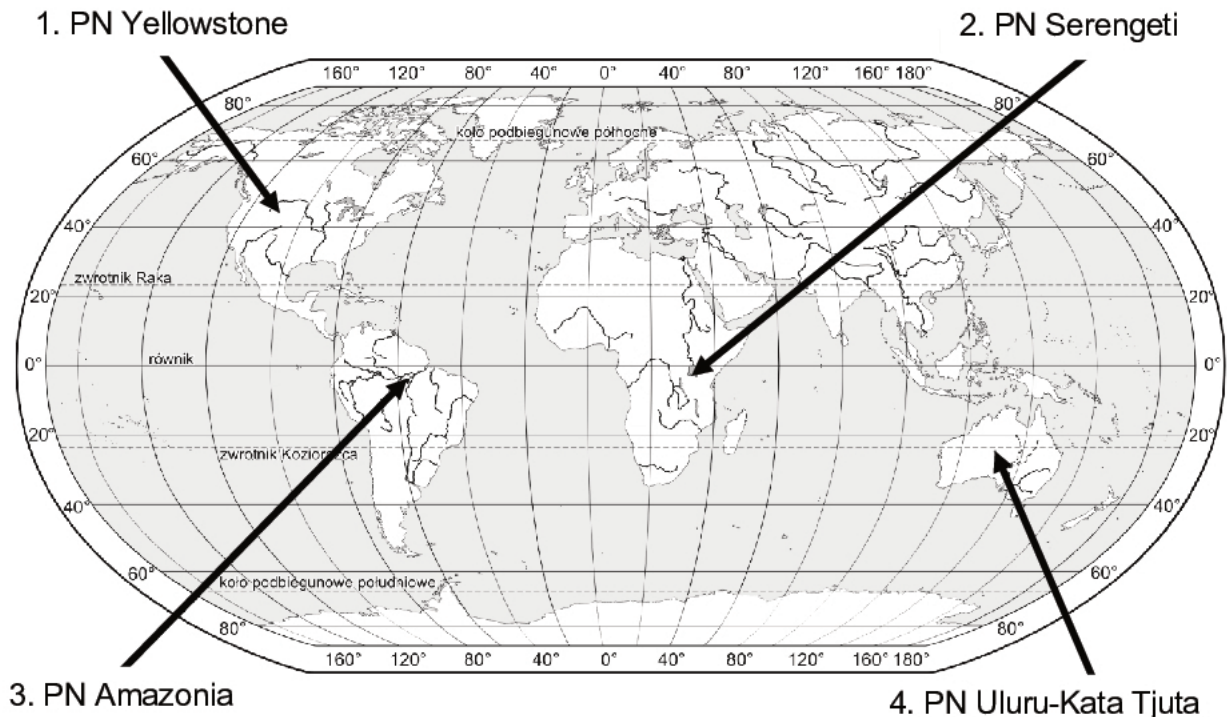 1. PN Yellowstone
2. PN Serengeti
160° 120° 80° 40° 0° 40° 80° 120° 160° 180°
80° 80°
koło podbiegunowe północne
60° 60°
40° 40°
zwrotnik Raka
20° 20°
równik
0° 0°
20° 20°
zwrotnik Koziorożca
40° 40°
60° 60°
koło podbiegunowe południowe
80° 80°
160° 120° 80° 40° 0° 40° 80° 120° 160° 180°
3. PN Amazonia
4. PN Uluru-Kata Tjuta